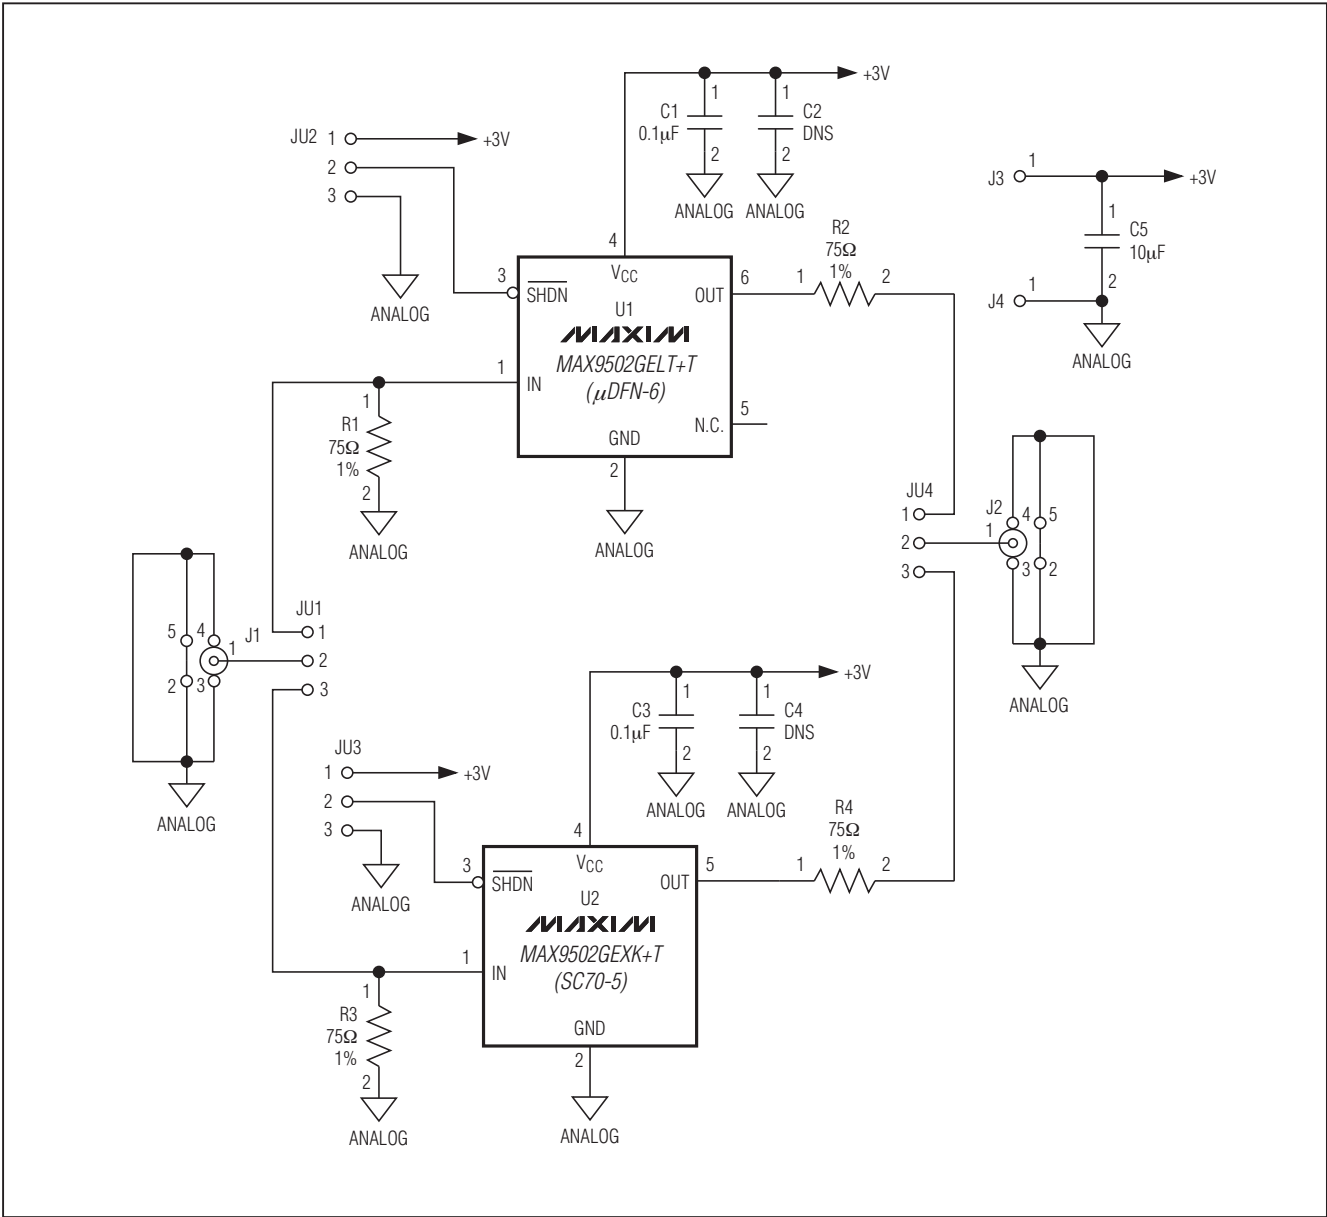 +3V
1 1
C1 C2
0.1µF DNS
2 2
ANALOG ANALOG
JU2 1 +3V
2
3
ANALOG
J3 1 +3V
1
C5
10µF
2
J4 1
ANALOG
4
VCC
3 SHDN
U1
MAXIM
MAX9502GELT+T
(µDFN-6)
1 IN
OUT 6
N.C. 5
GND
2
ANALOG
R2
75Ω
1%
1 2
1
R1
75Ω
1%
2
ANALOG
JU4
1
2
3
J2
1 4 5
3 2
ANALOG
JU1
1
2
3
J1
5 4 1
2 3
ANALOG
+3V
1 1
C3 C4
0.1µF DNS
2 2
ANALOG ANALOG
JU3
1 +3V
2
3
ANALOG
4
VCC
3 SHDN
U2
MAXIM
MAX9502GEXK+T
(SC70-5)
1 IN
OUT 5
GND
2
ANALOG
R4
75Ω
1%
1 2
1
R3
75Ω
1%
2
ANALOG